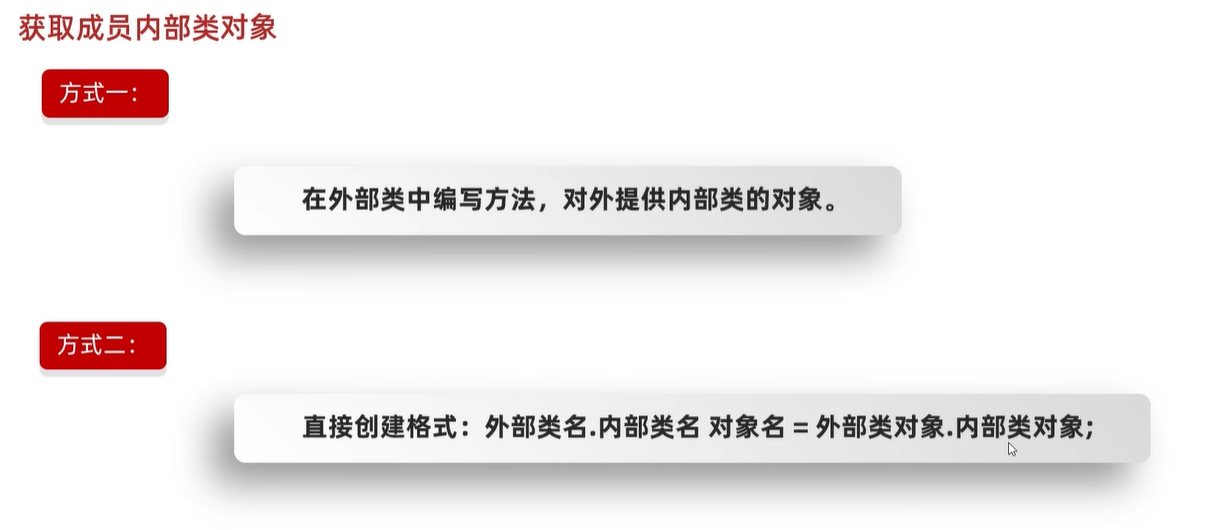 获取成员内部类对象
方式一：
在外部类中编写方法，对外提供内部类的对象。
方式二：
直接创建格式：外部类名.内部类名 对象名 = 外部类对象.内部类对象;